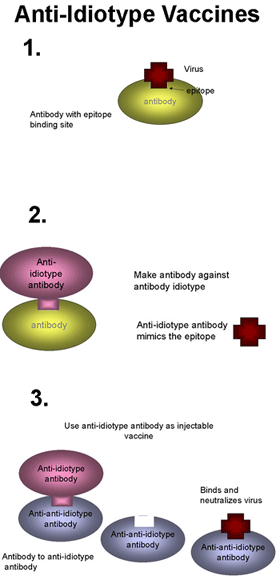 Anti-Idiotype Vaccines
1.
Virus
epitope
antibody
Antibody with epitope
binding site
2.
Anti-
idiotype
antibody
antibody
Make antibody against
antibody idiotype
Anti-idiotype antibody
mimics the epitope
3.
Use anti-idiotype antibody as injectable
vaccine
Anti-idiotype
antibody
Anti-anti-idiotype
antibody
Antibody to anti-idiotype
antibody
Anti-anti-idiotype
antibody
Binds and
neutralizes virus
Anti-anti-idiotype
antibody